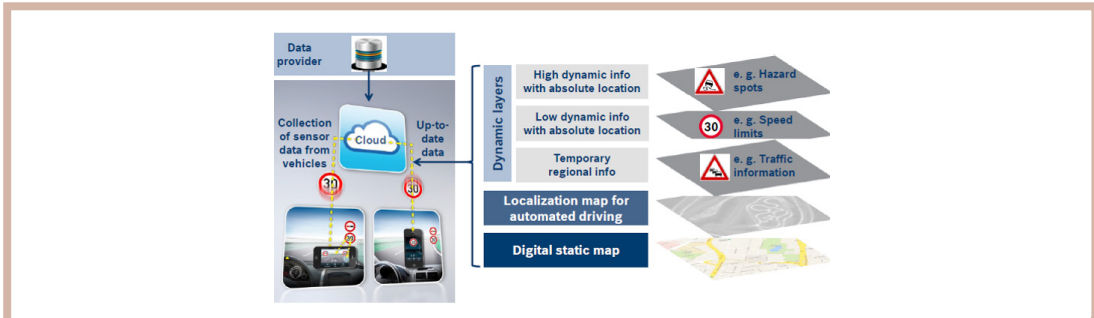 Data
provider
Collection
of sensor
data from
vehicles
Cloud
Up-to-
date
data
30
30
Dynamic layers
High dynamic info
with absolute location
e. g. Hazard
spots
Low dynamic info
with absolute location
30
e. g. Speed
limits
Temporary
regional info
e. g. Traffic
information
Localization map for
automated driving
Digital static map